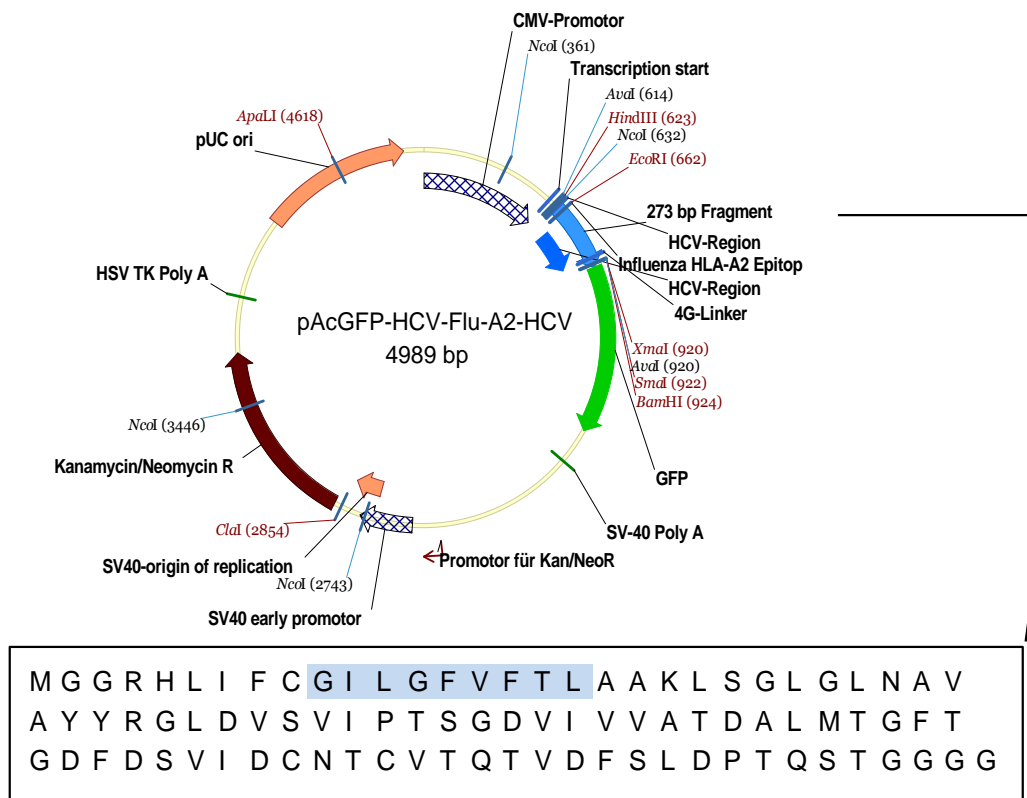 CMV-Promotor
NcoI (361)
Transcription start
AvaI (614)
HindIII (623)
NcoI (632)
EcoRI (662)
ApaLI (4618)
pUC ori
273 bp Fragment
HCV-Region
Influenza HLA-A2 Epitop
HCV-Region
4G-Linker
HSV TK Poly A
pAcGFP-HCV-Flu-A2-HCV
4989 bp
XmaI (920)
AvaI (920)
SmaI (922)
BamHI (924)
NcoI (3446)
Kanamycin/Neomycin R
GFP
ClaI (2854)
SV-40 Poly A
SV40-origin of replication
Promotor für Kan/NeoR
NcoI (2743)
SV40 early promotor
M G G R H L I F C G I L G F V F T L A A K L S G L G L N A V
A Y Y R G L D V S V I P T S G D V I V V A T D A L M T G F T
G D F D S V I D C N T C V T Q T V D F S L D P T Q S T G G G G